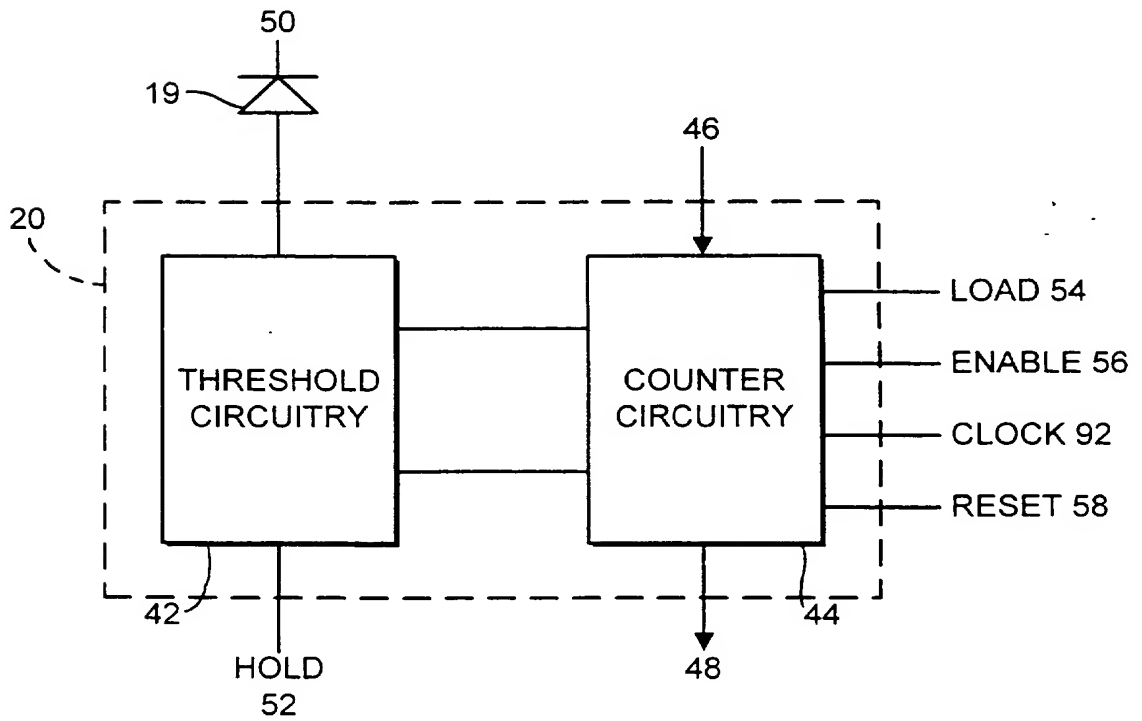 50
19
46
20
LOAD 54
THRESHOLD
CIRCUITRY
COUNTER
CIRCUITRY
ENABLE 56
CLOCK 92
RESET 58
42
44
HOLD
52
48